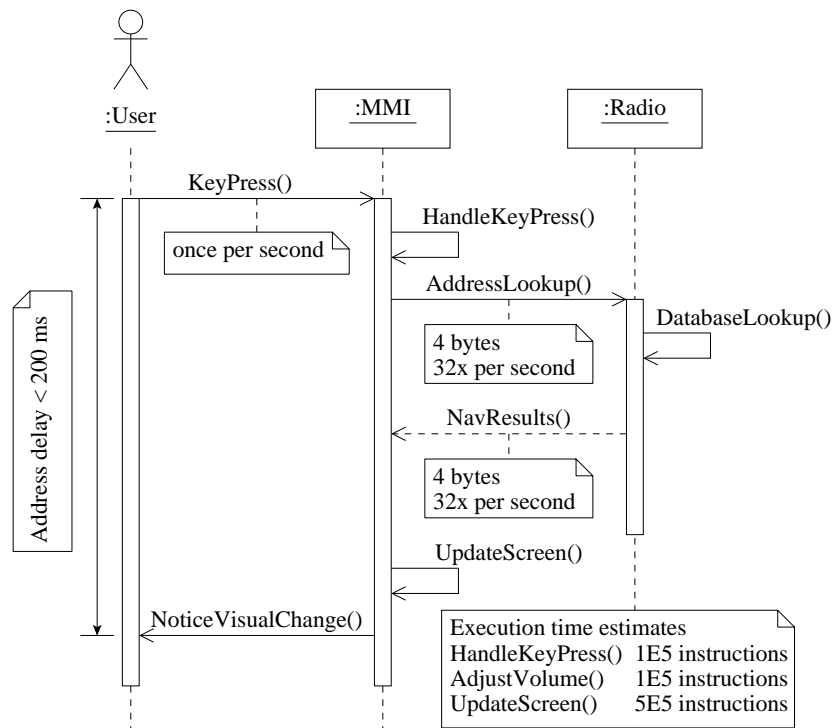 :User
:MMI
:Radio
KeyPress()
HandleKeyPress()
once per second
AddressLookup()
DatabaseLookup()
4 bytes
32x per second
Address delay < 200 ms
NavResults()
4 bytes
32x per second
UpdateScreen()
NoticeVisualChange()
Execution time estimates
HandleKeyPress() 1E5 instructions
AdjustVolume() 1E5 instructions
UpdateScreen() 5E5 instructions